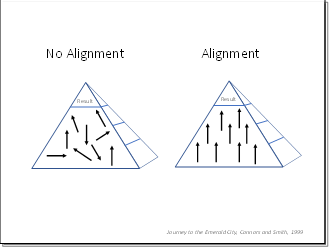 No Alignment
Alignment
Result
Result
Journey to the Emerald City, Connors and Smith, 1999